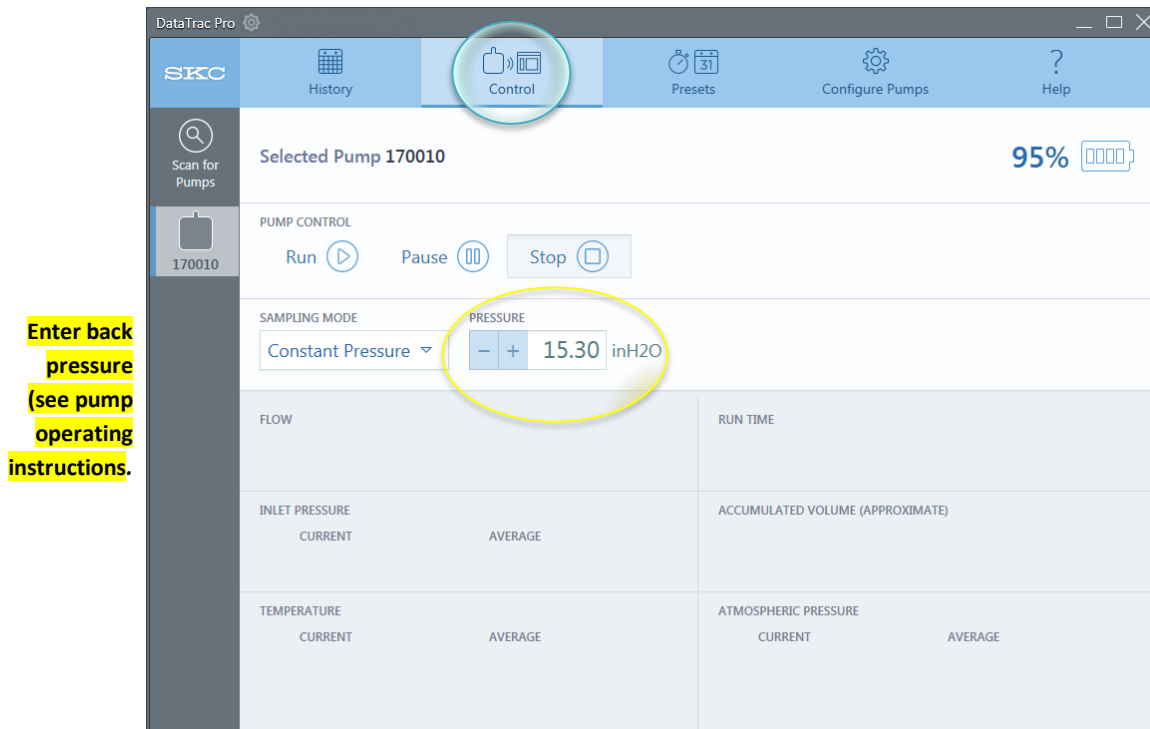 DataTrac Pro
SKC
History
Control
31
Presets
Configure Pumps
?
Help
Scan for
Pumps
170010
Selected Pump 170010
95%
PUMP CONTROL
Run
Pause
Stop
SAMPLING MODE
PRESSURE
Constant Pressure
− + 15.30 inH2O
Enter back
pressure
(see pump
operating
instructions.
FLOW
RUN TIME
INLET PRESSURE
CURRENT
AVERAGE
ACCUMULATED VOLUME (APPROXIMATE)
TEMPERATURE
CURRENT
AVERAGE
ATMOSPHERIC PRESSURE
CURRENT
AVERAGE